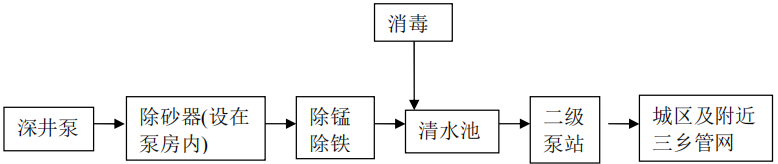 消毒
深井泵
除砂器(设在
泵房内)
除锰
除铁
清水池
二级
泵站
城区及附近
三乡管网